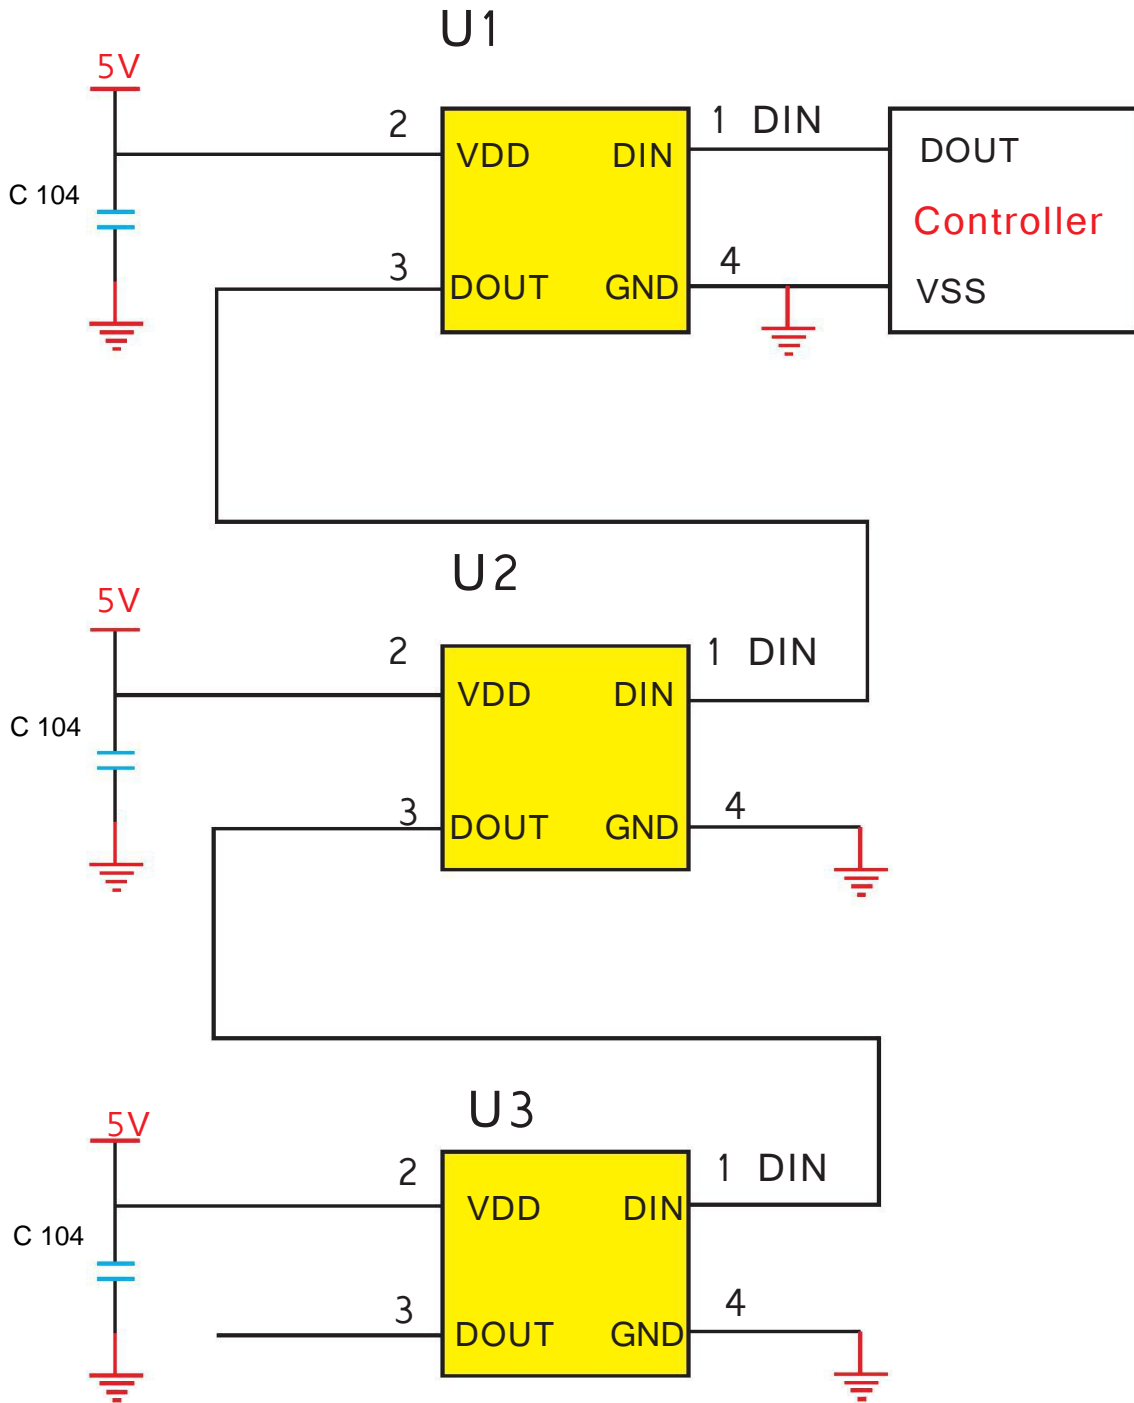 U1
5V
2
1 DIN
VDD
DIN
DOUT
C 104
Controller
3
4
DOUT
GND
VSS
U2
5V
2
1 DIN
VDD
DIN
C 104
3
4
DOUT
GND
U3
5V
2
1 DIN
VDD
DIN
C 104
3
4
DOUT
GND